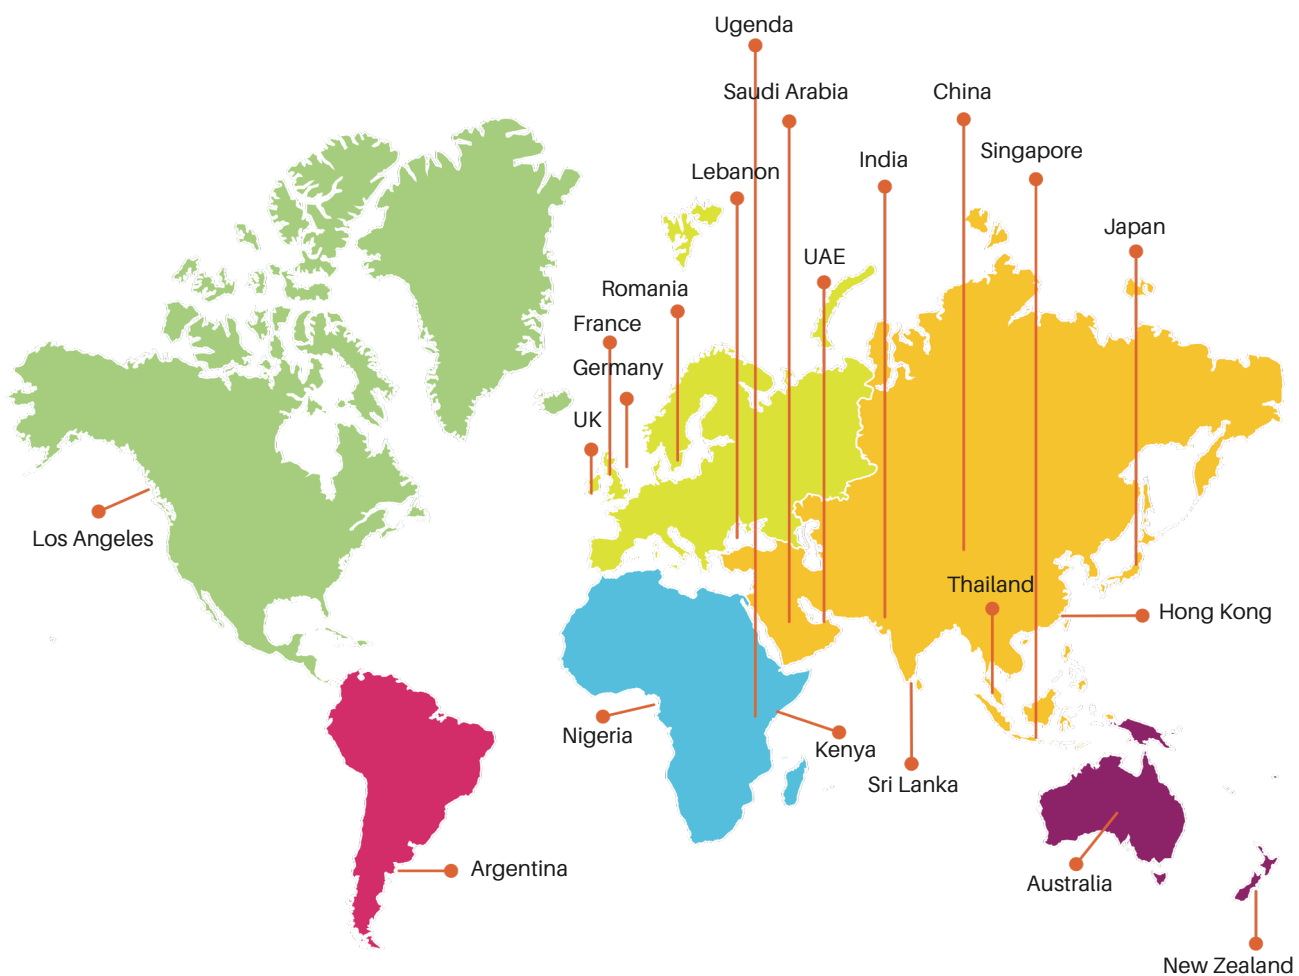 Ugenda
Saudi Arabia
China
Singapore
India
Lebanon
Japan
UAE
Romania
France
Germany
UK
Los Angeles
Thailand
Hong Kong
Nigeria
Kenya
Sri Lanka
Argentina
Australia
New Zealand